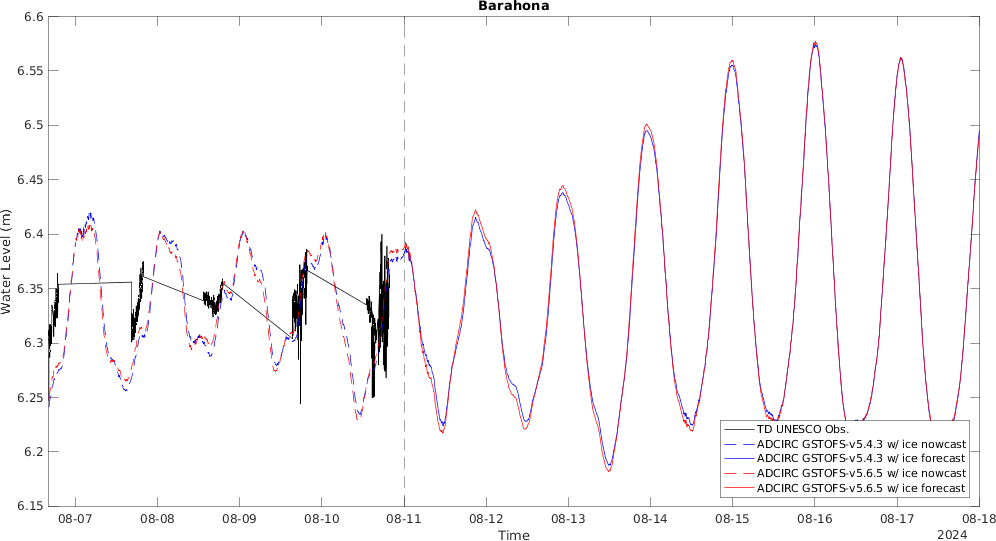 Barahona
6.6
6.55
6.5
6.45
6.4
6.35
6.3
6.25
6.2
6.15
Water Level (m)
TD UNESCO Obs.
ADCIRC GSTOFS-v5.4.3 w/ ice nowcast
ADCIRC GSTOFS-v5.4.3 w/ ice forecast
ADCIRC GSTOFS-v5.6.5 w/ ice nowcast
ADCIRC GSTOFS-v5.6.5 w/ ice forecast
08-07 08-08 08-09 08-10 08-11 08-12 08-13 08-14 08-15 08-16 08-17 08-18
Time
2024